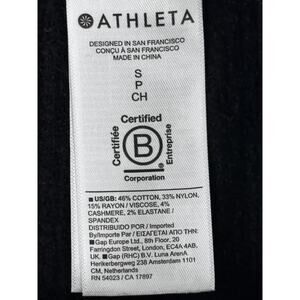 ATHLETA
DESIGNED IN SAN FRANCISCO
CONÇU À SAN FRANCISCO
MADE IN CHINA
S
P
CH
Certified
Certifiée
B
®
Entreprise
Corporation
■ US/GB: 46% COTTON, 33% NYLON,
15% RAYON / VISCOSE, 4%
CASHMERE, 2% ELASTANE /
SPANDEX
DISTRIBUIDO POR / Imported
By/Importe Par / ΕΙΣΑΓΕΤΑΙ ΑΠΟ ΤΗΝ:
■ Gap Europe Ltd., 8th Floor, 20
Farringdon Street, London, EC4A 4AB,
UK. ■ Gap (RHC) B.V. Luna ArenA
Herikerbergweg 238 Amsterdam 1101
CM, Netherlands
RN 54023 / CA 17897